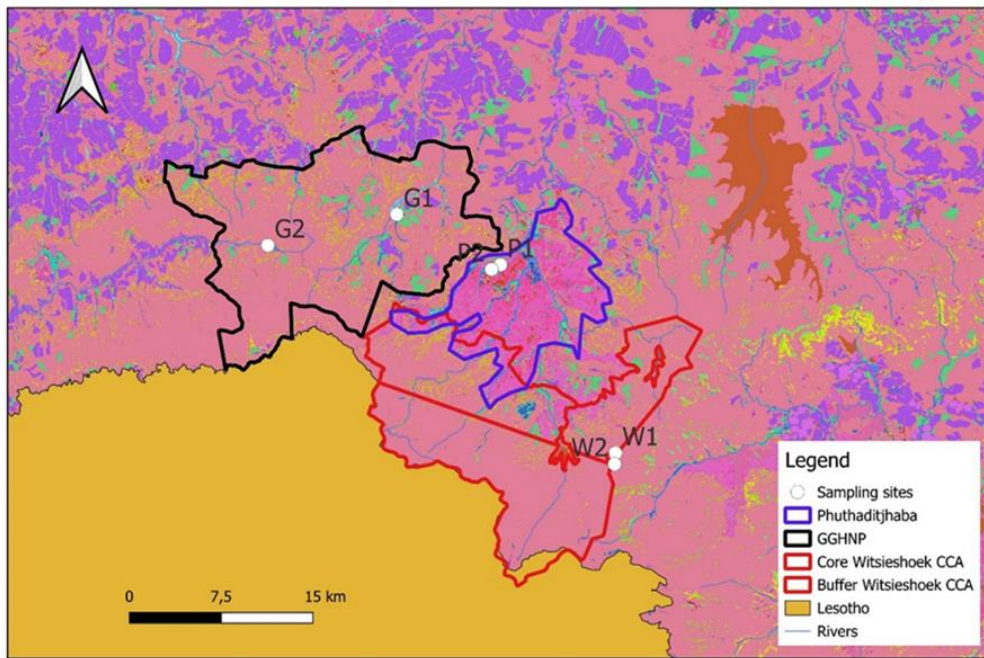 G1
G2
P1
W1
W2
Legend
Sampling sites
Phuthaditjhaba
GGHNP
Core Witsieshoek CCA
Buffer Witsieshoek CCA
Lesotho
Rivers
0 7,5 15 km